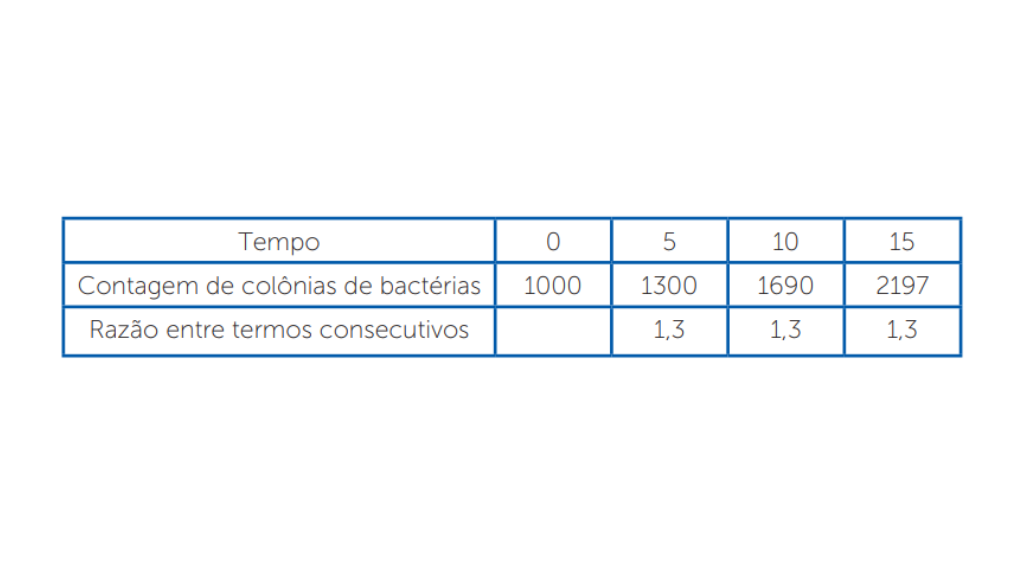 Tempo 0 5 10 15
Contagem de colônias de bactérias 1000 1300 1690 2197
Razão entre termos consecutivos 1,3 1,3 1,3